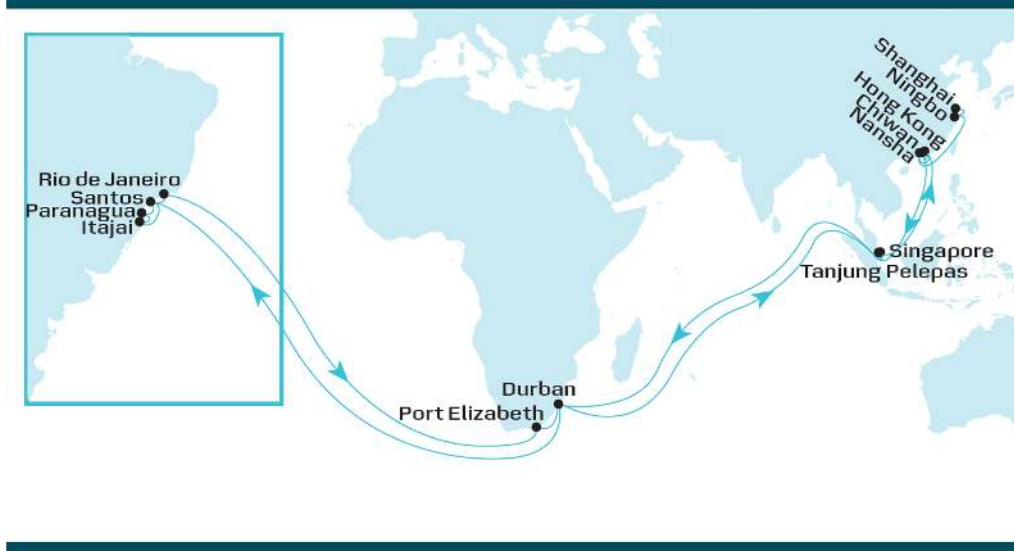 Shanghai
Ningbo
Hong Kong
Chiwan
Nansha
Rio de Janeiro
Santos
Paranagua
Itajai
Singapore
Tanjung Pelepas
Durban
Port Elizabeth